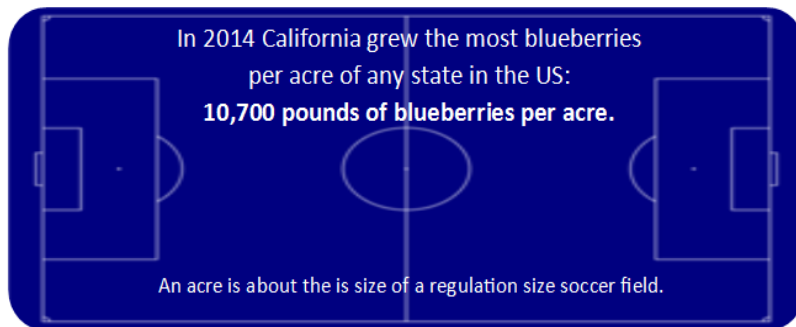 In 2014 California grew the most blueberries
per acre of any state in the US:
10,700 pounds of blueberries per acre.
An acre is about the is size of a regulation size soccer field.